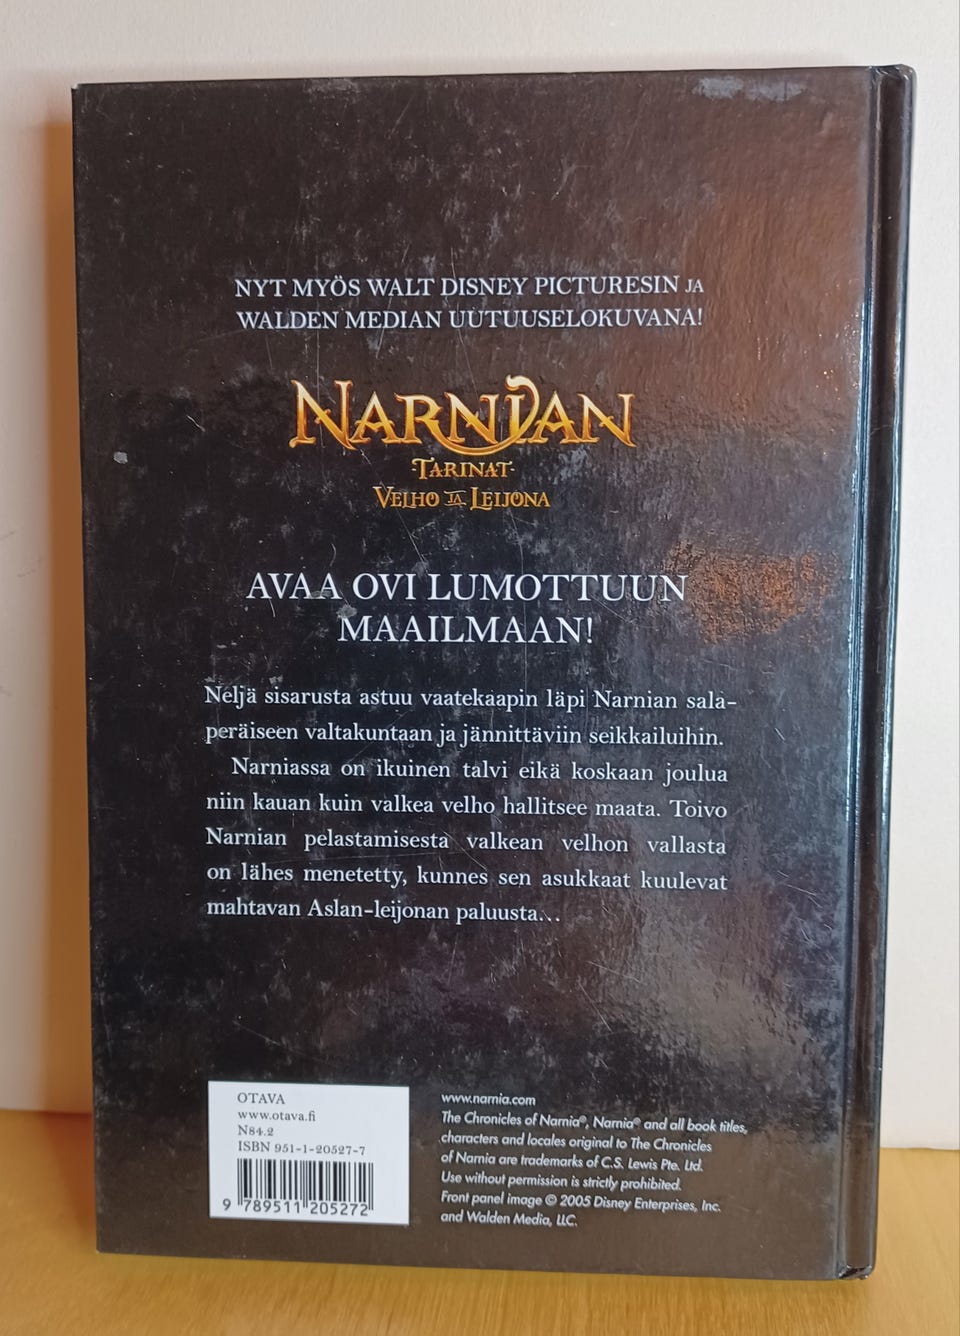 NYT MYÖS WALT DISNEY PICTURESIN JA
WALDEN MEDIAN UUTUUSELOKUVANA!
NARNIAN
TARINAT
VELHO JA LEIJONA
AVAA OVI LUMOTTUUN
MAAILMAAN!
Neljä sisarusta astuu vaatekaapin läpi Narnian sala-
peräiseen valtakuntaan ja jännittäviin seikkailuihin.
Narniassa on ikuinen talvi eikä koskaan joulua
niin kauan kuin valkea velho hallitsee maata. Toivo
Narnian pelastamisesta valkean velhon vallasta
on lähes menetetty, kunnes sen asukkaat kuulevat
mahtavan Aslan-leijonan paluusta...
OTAVA
www.otava.fi
N84.2
ISBN 951-1-20527-7
9 789511 205272
www.narnia.com
The Chronicles of Narnia®, Narnia® and all book titles,
characters and locales original to The Chronicles
of Narnia are trademarks of C.S. Lewis Pte. Ltd.
Use without permission is strictly prohibited.
Front panel image © 2005 Disney Enterprises, Inc.
and Walden Media, LLC.